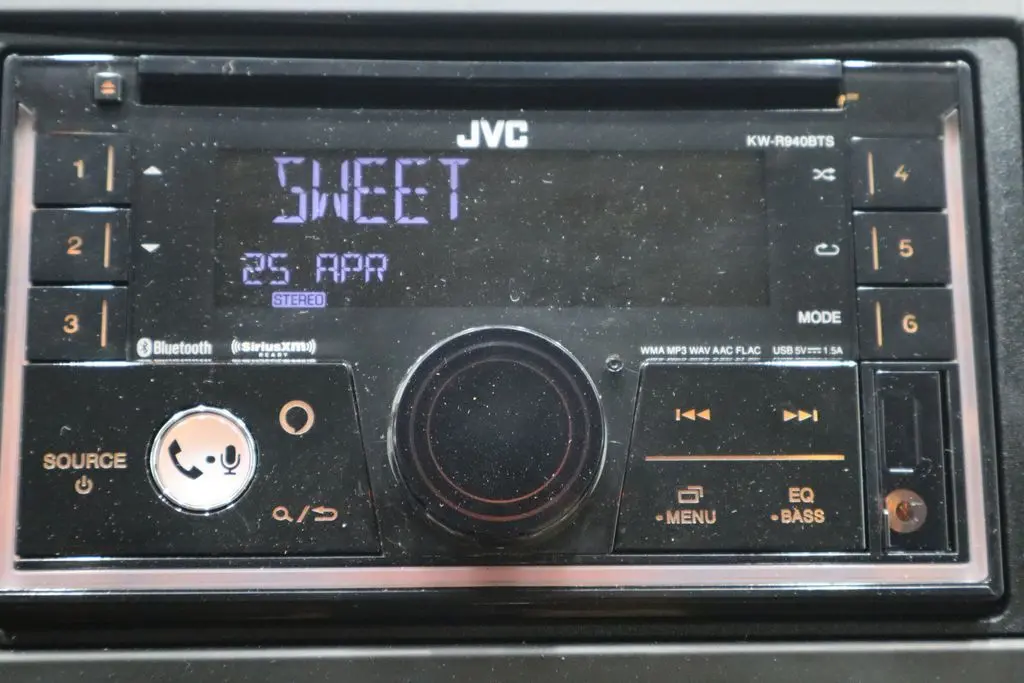 JVC
KW-R940BTS
1
SWEET
4
2
25 APR
5
STEREO
3
MODE
6
Bluetooth
((SiriusXM))
READY
WMA MP3 WAV AAC FLAC
USB 5V⎓1.5A
SOURCE
MENU
EQ
BASS